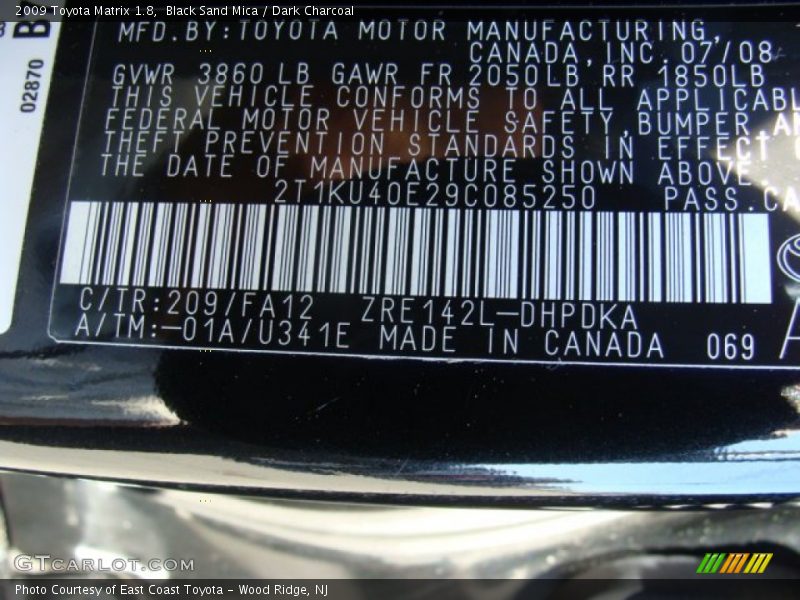 2009 Toyota Matrix 1.8, Black Sand Mica / Dark Charcoal
02870
MFD.BY:TOYOTA MOTOR MANUFACTURING,
CANADA,INC.07/08
GVWR 3860LB GAWR FR 2050LB,RR 1850LB
THIS VEHICLE CONFORMS TO ALL APPLICABL
FEDERAL MOTOR VEHICLE SAFETY,BUMPER,AN
THEFT PREVENTION STANDARDS IN EFFECT O
THE DATE OF MANUFACTURE SHOWN ABOVE.
2T1KU40E29C085250 PASS.CA
C/TR:209/FA12 ZRE142L-DHPDKA
A/TM:-01A/U341E MADE IN CANADA 069
GTcarlot.com
Photo Courtesy of East Coast Toyota - Wood Ridge, NJ